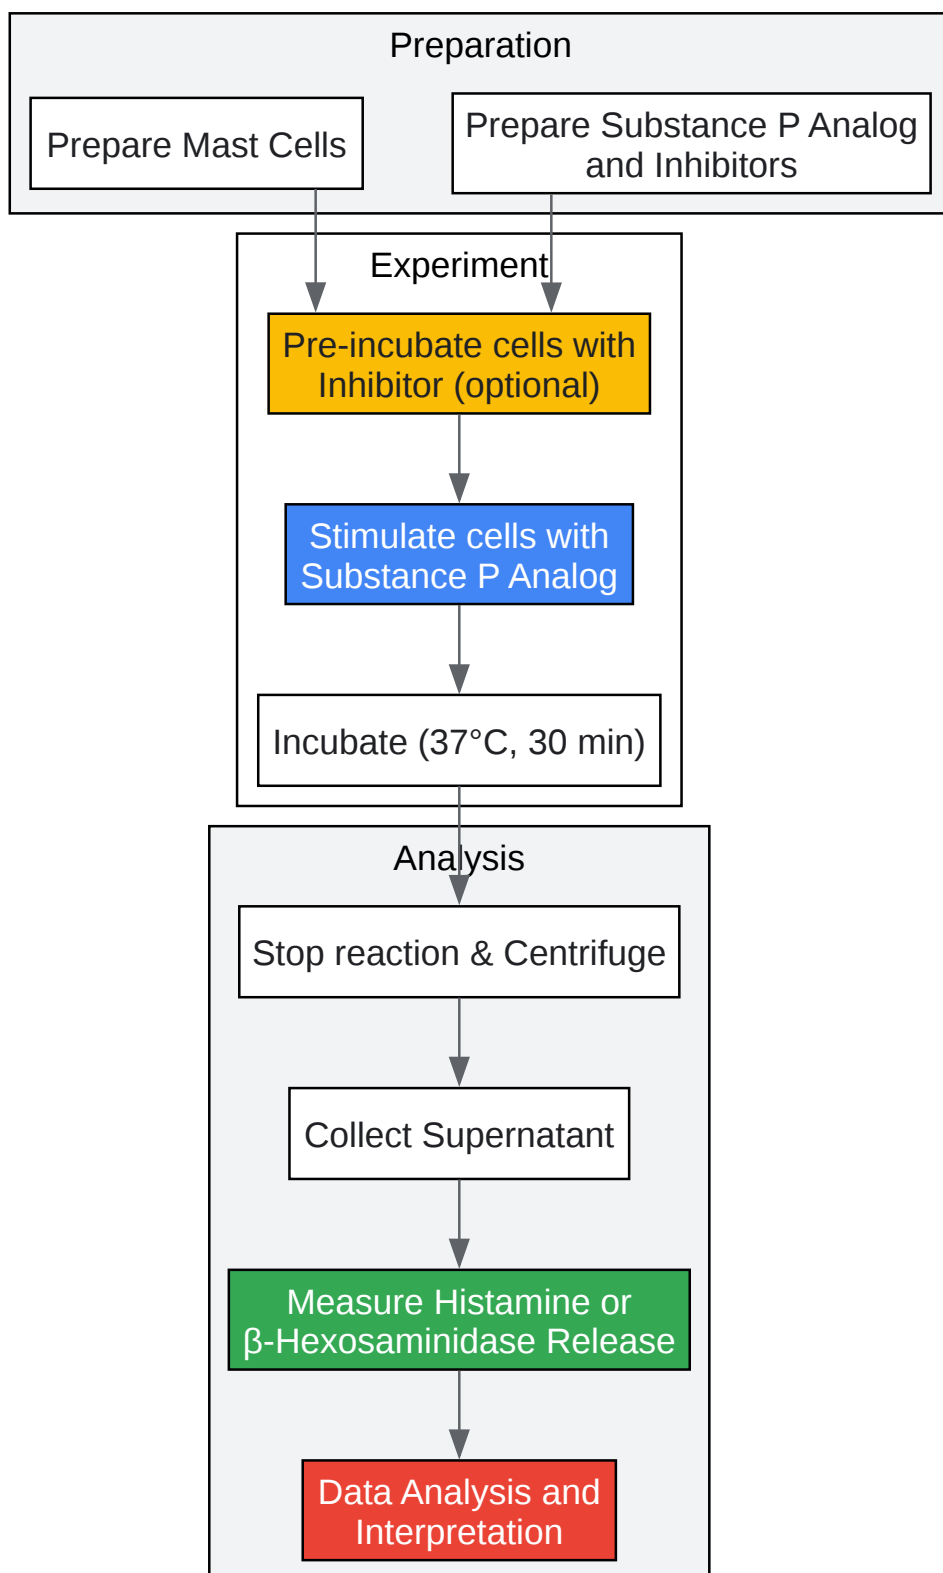 Preparation
Prepare Mast Cells
Prepare Substance P Analog
and Inhibitors
Experiment
Pre-incubate cells with
Inhibitor (optional)
Stimulate cells with
Substance P Analog
Incubate (37°C, 30 min)
Analysis
Stop reaction & Centrifuge
Collect Supernatant
Measure Histamine or
β-Hexosaminidase Release
Data Analysis and
Interpretation